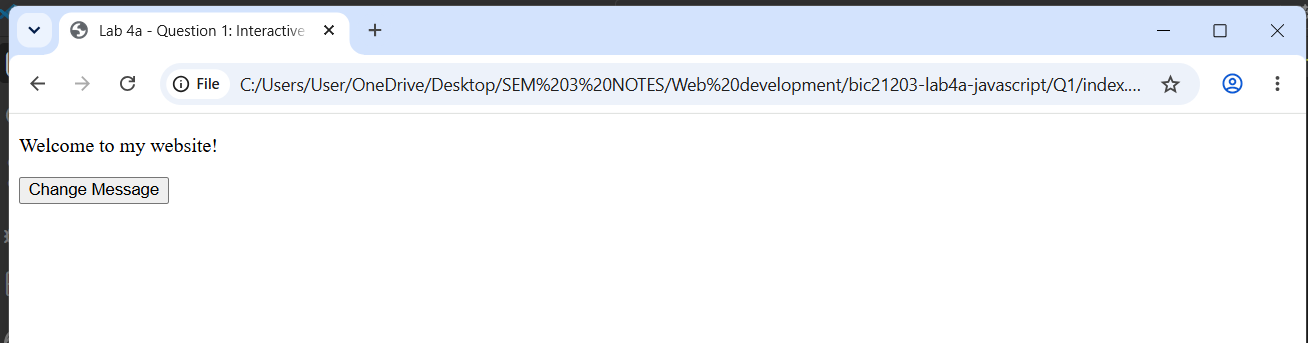 Lab 4a - Question 1: Interactive
File C:/Users/User/OneDrive/Desktop/SEM%203%20NOTES/Web%20development/bic21203-lab4a-javascript/Q1/index....
Welcome to my website!
Change Message